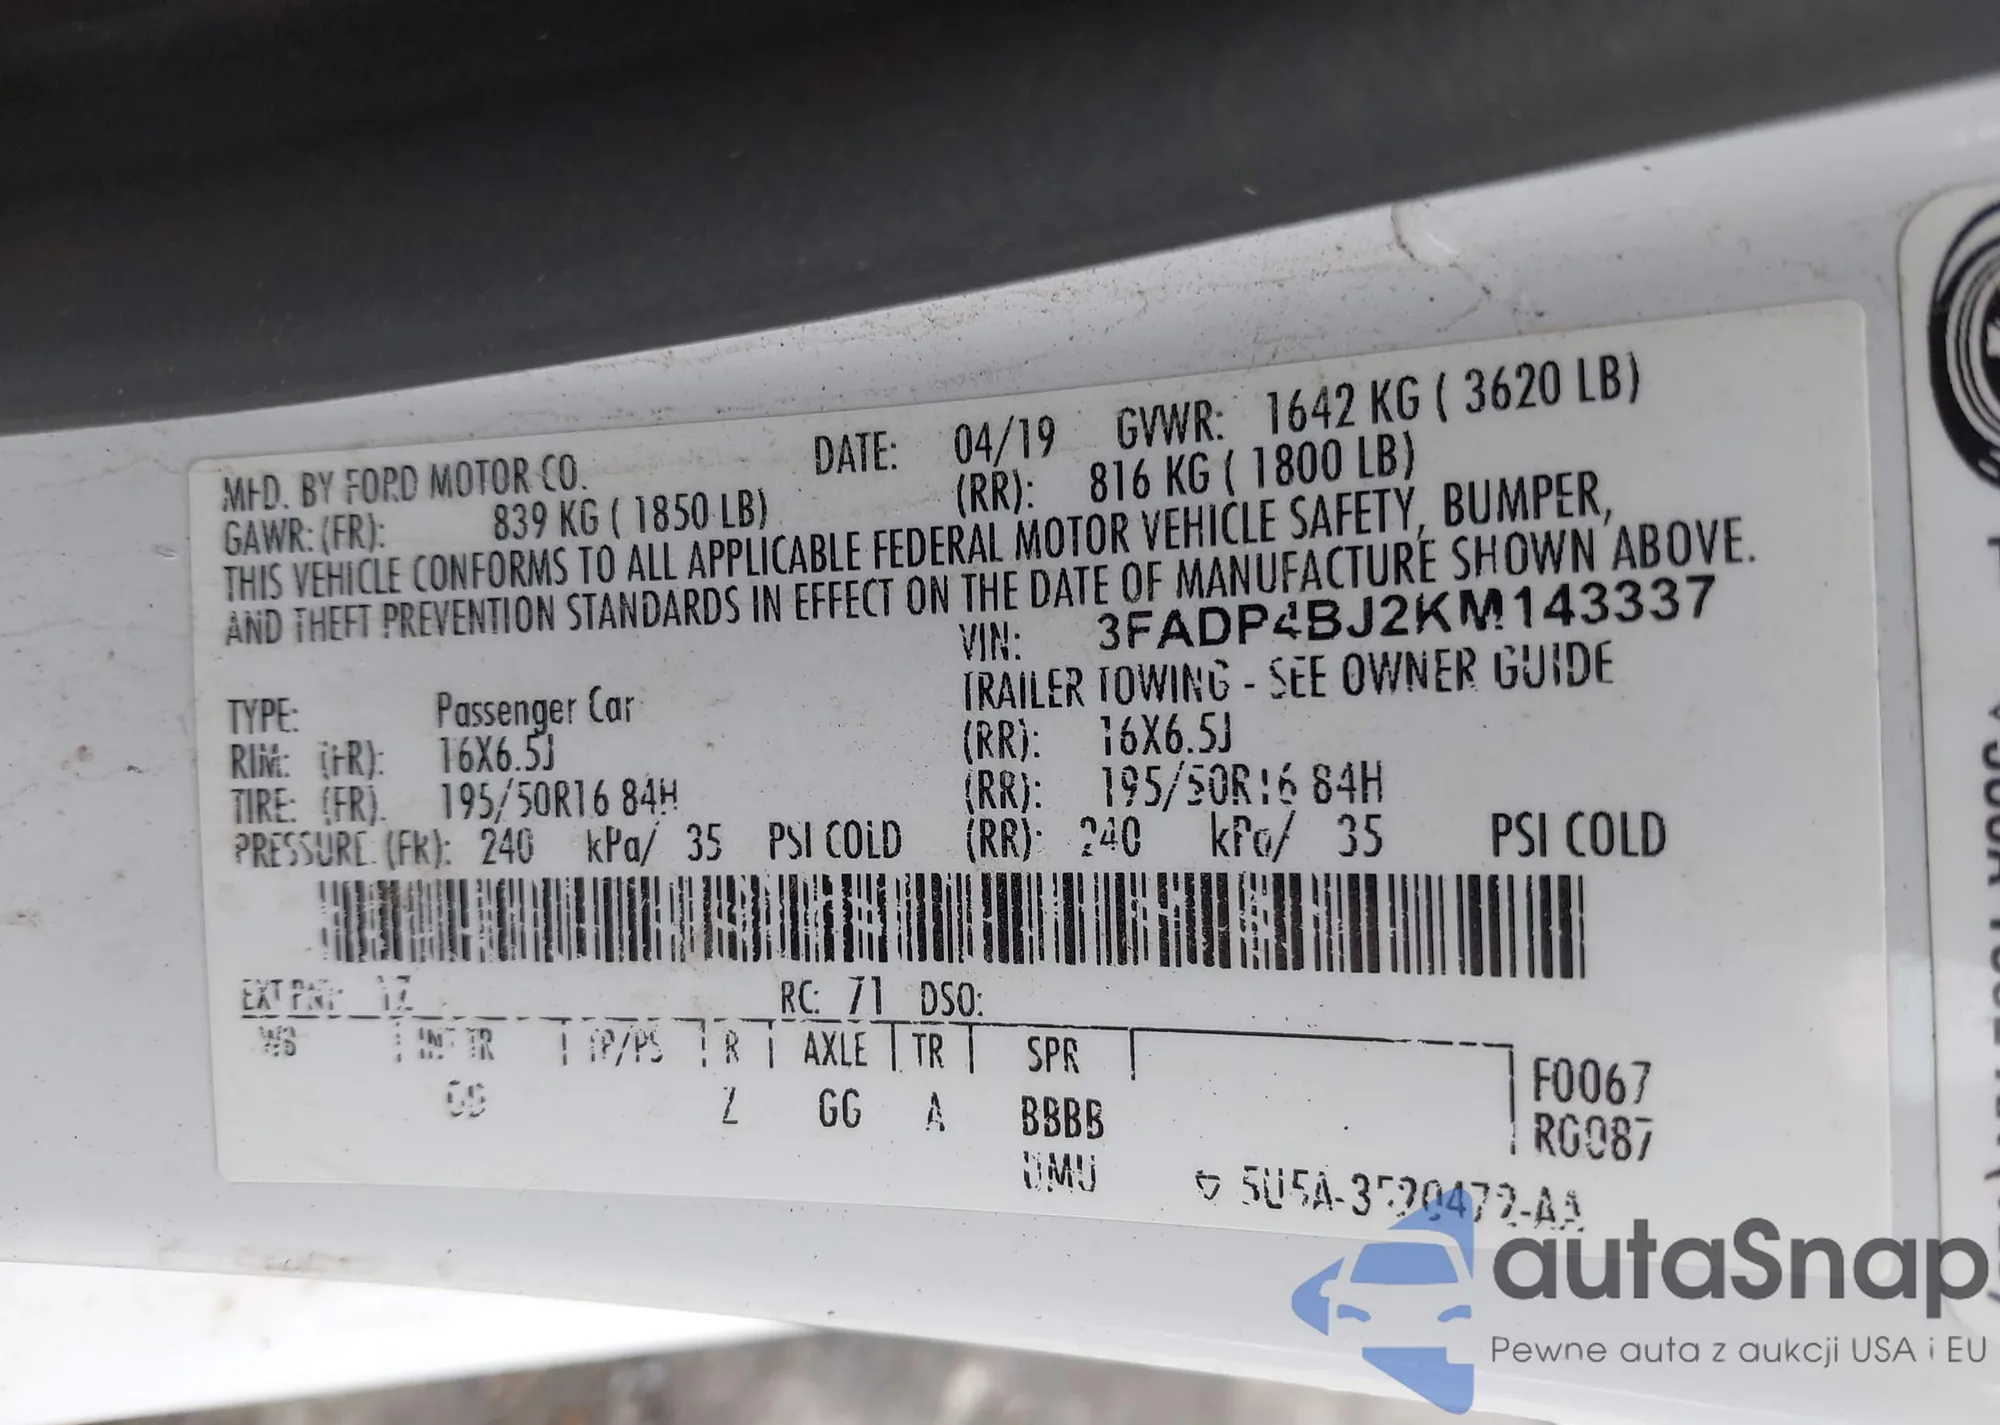 MFD. BY FORD MOTOR CO. DATE: 04/19 GVWR: 1642 KG ( 3620 LB)
GAWR: (FR): 839 KG ( 1850 LB) (RR): 816 KG ( 1800 LB)
THIS VEHICLE CONFORMS TO ALL APPLICABLE FEDERAL MOTOR VEHICLE SAFETY, BUMPER,
AND THEFT PREVENTION STANDARDS IN EFFECT ON THE DATE OF MANUFACTURE SHOWN ABOVE.
VIN: 3FADP4BJ2KM143337
TYPE: Passenger Car TRAILER TOWING - SEE OWNER GUIDE
RIM: (FR): 16X6.5J (RR): 16X6.5J
TIRE: (FR). 195/50R16 84H (RR): 195/50R16 84H
PRESSURE. (FR): 240 kPa/ 35 PSI COLD (RR): 240 kPa/ 35 PSI COLD
EXT PNT: RC: 71 DSO:
WB INT TR TP/PS R AXLE TR SPR F0067
Z GG A BBBB RG087
UMU
autaSnap
Pewne auta z aukcji USA i EU